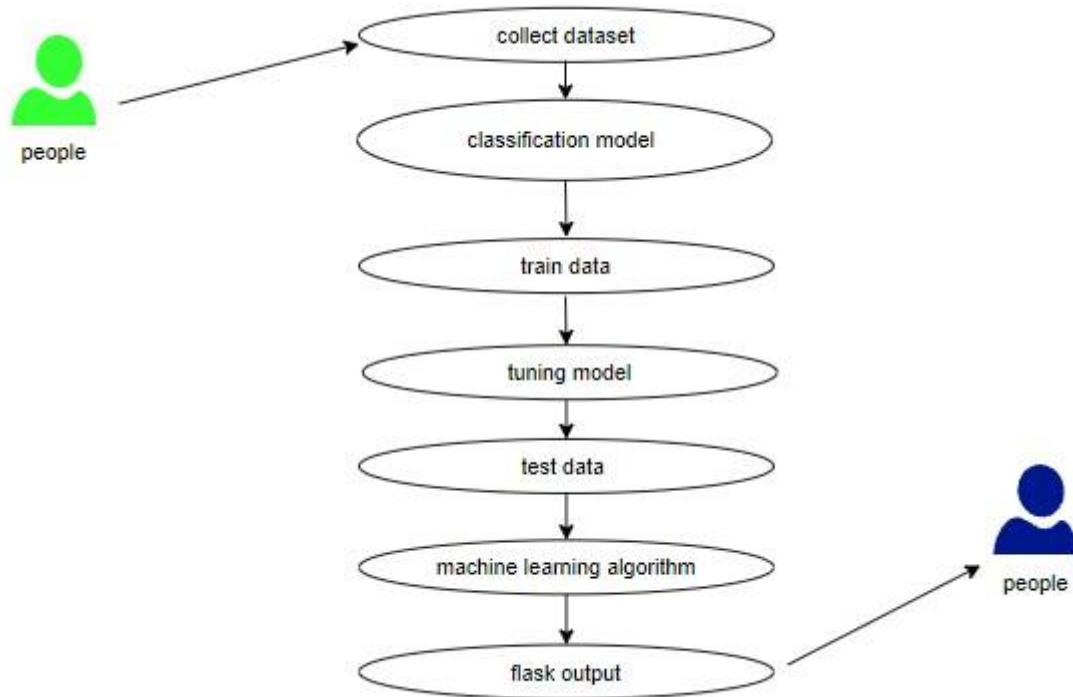 collect dataset
people
classification model
train data
tuning model
test data
machine learning algorithm
people
flask output